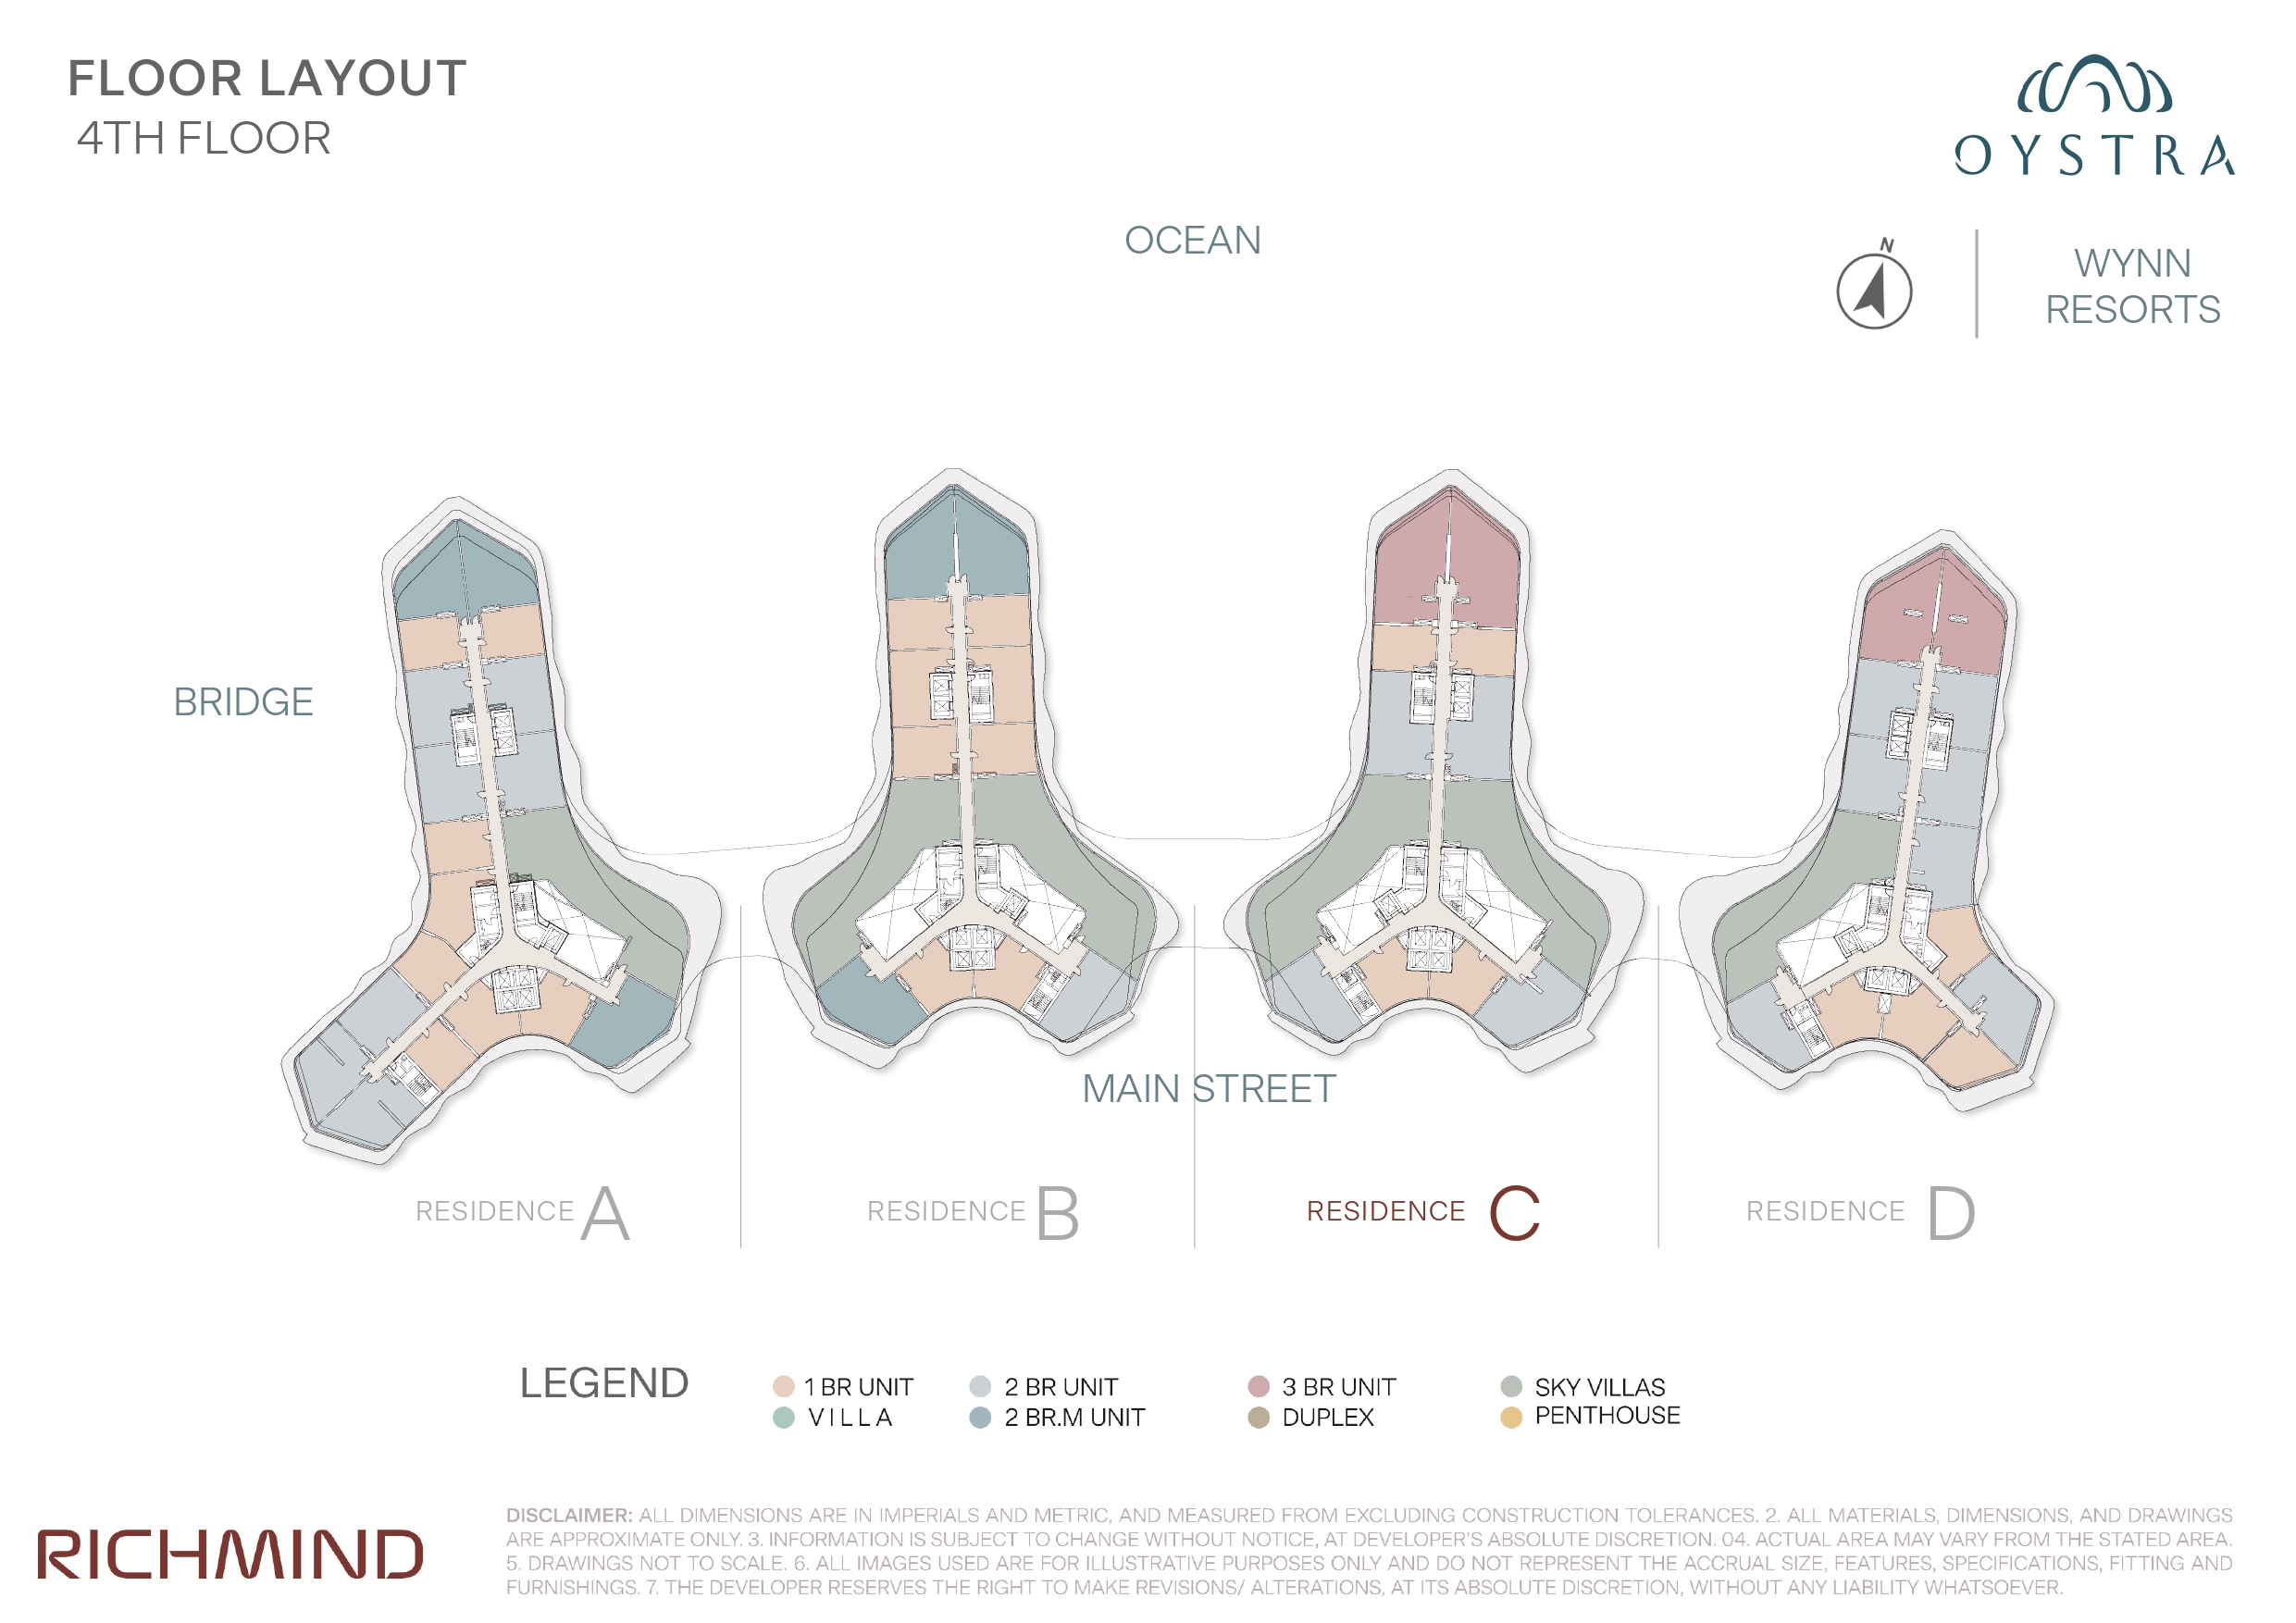 FLOOR LAYOUT
4TH FLOOR
OYSTRA
OCEAN
N
WYNN
RESORTS
BRIDGE
MAIN STREET
RESIDENCE A
RESIDENCE B
RESIDENCE C
RESIDENCE D
LEGEND
1 BR UNIT
2 BR UNIT
3 BR UNIT
SKY VILLAS
VILLA
2 BR.M UNIT
DUPLEX
PENTHOUSE
RICHMIND
DISCLAIMER: ALL DIMENSIONS ARE IN IMPERIALS AND METRIC, AND MEASURED FROM EXCLUDING CONSTRUCTION TOLERANCES. 2. ALL MATERIALS, DIMENSIONS, AND DRAWINGS
ARE APPROXIMATE ONLY. 3. INFORMATION IS SUBJECT TO CHANGE WITHOUT NOTICE, AT DEVELOPER'S ABSOLUTE DISCRETION. 04. ACTUAL AREA MAY VARY FROM THE STATED AREA.
5. DRAWINGS NOT TO SCALE. 6. ALL IMAGES USED ARE FOR ILLUSTRATIVE PURPOSES ONLY AND DO NOT REPRESENT THE ACCRUAL SIZE, FEATURES, SPECIFICATIONS, FITTING AND
FURNISHINGS. 7. THE DEVELOPER RESERVES THE RIGHT TO MAKE REVISIONS/ ALTERATIONS, AT ITS ABSOLUTE DISCRETION, WITHOUT ANY LIABILITY WHATSOEVER.